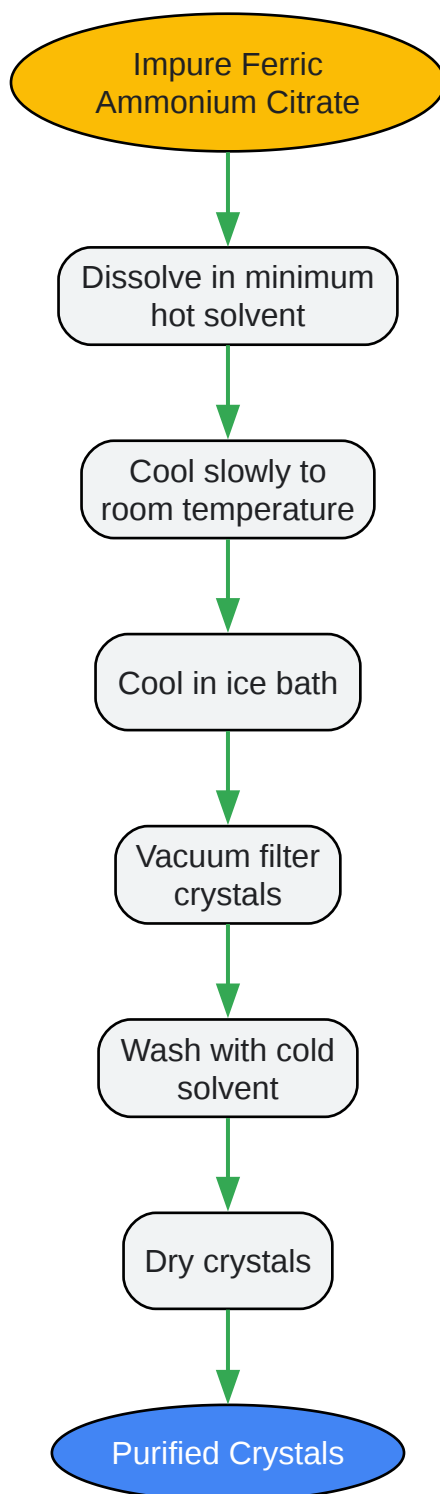 Impure Ferric
Ammonium Citrate
Dissolve in minimum
hot solvent
Cool slowly to
room temperature
Cool in ice bath
Vacuum filter
crystals
Wash with cold
solvent
Dry crystals
Purified Crystals